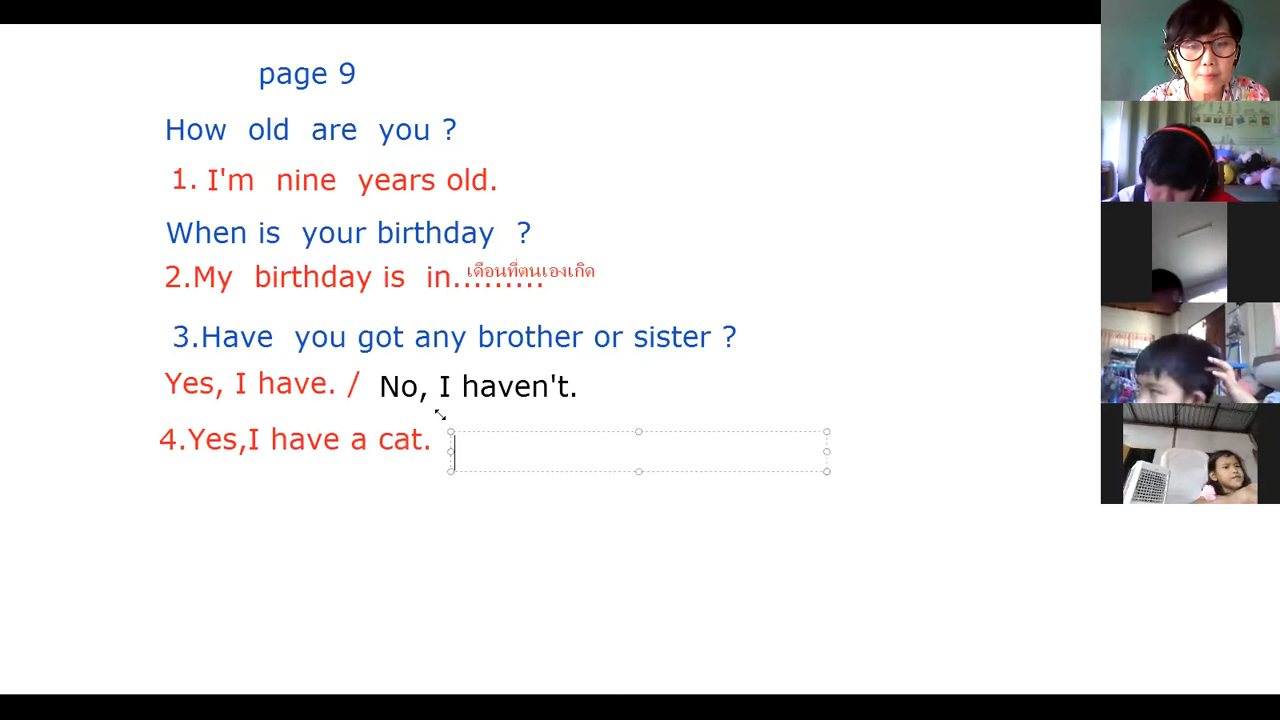 page 9
How old are you ?
1. I'm nine years old.
When is your birthday ?
2.My birthday is in......... เดือนที่ตนเองเกิด
3.Have you got any brother or sister ?
Yes, I have. / No, I haven't.
4.Yes,I have a cat.